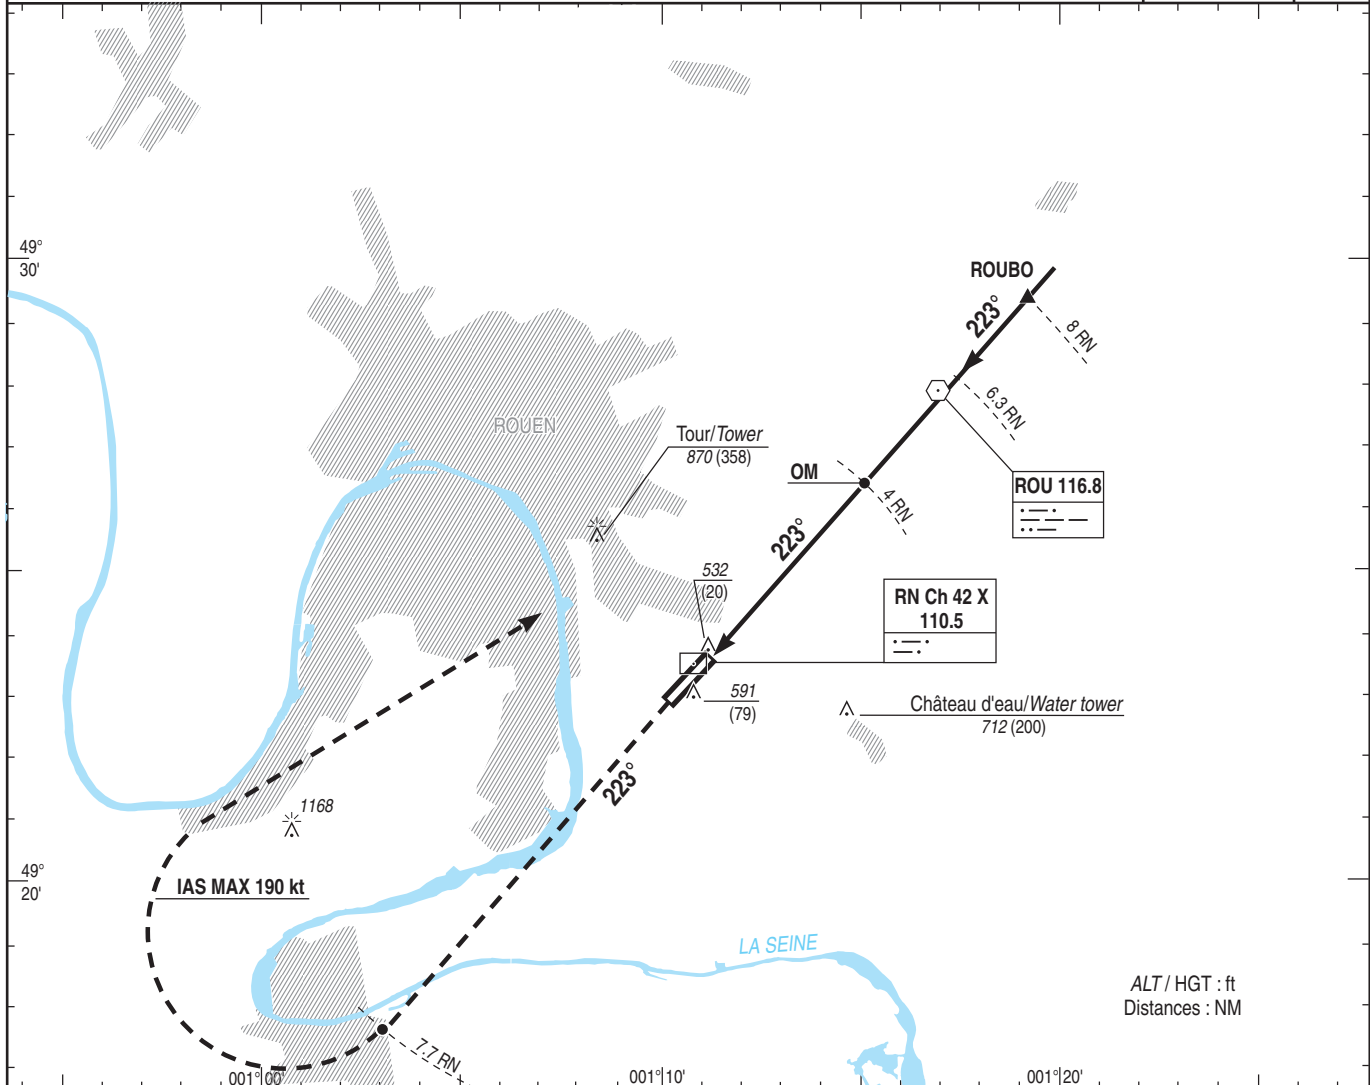 49°
30'
ROUBO
223°
8 RN
6.3 RN
ROUEN
Tour/Tower
870 (358)
OM
4 RN
ROU 116.8
223°
532
(20)
RN Ch 42 X
110.5
591
(79)
Château d'eau/Water tower
712 (200)
223°
1168
49°
20'
IAS MAX 190 kt
LA SEINE
ALT / HGT : ft
Distances : NM
7.7 RN
001°00'
001°10'
001°20'